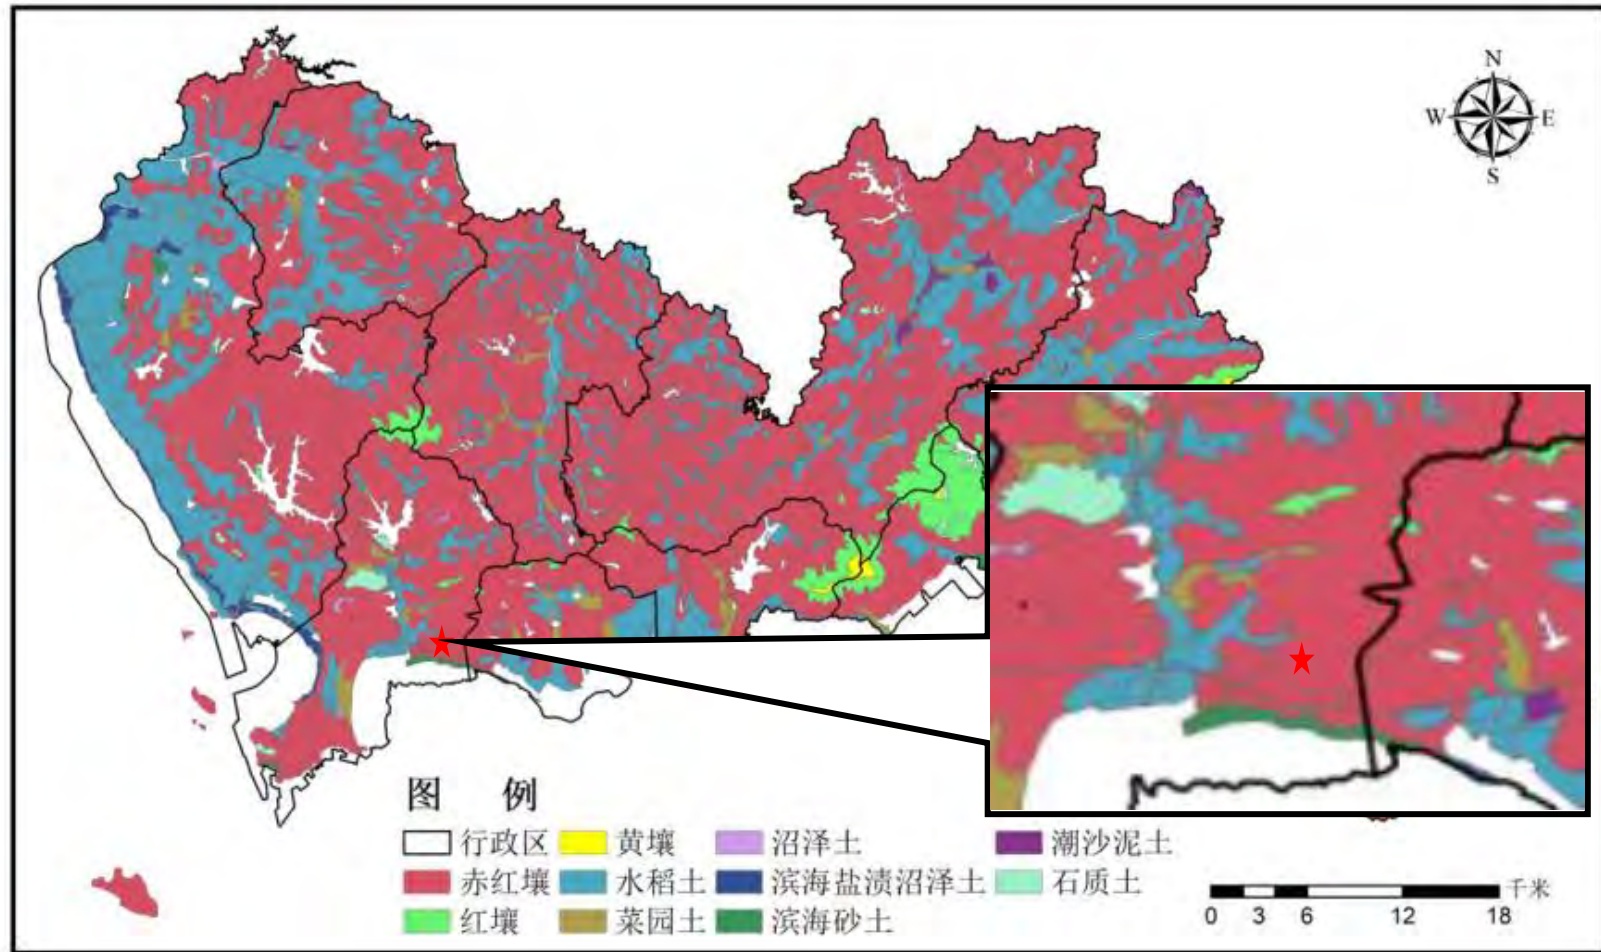 N
W E
S
图 例
行政区 黄壤 沼泽土 潮沙泥土
赤红壤 水稻土 滨海盐渍沼泽土 石质土
红壤 菜园土 滨海砂土
千米
0 3 6 12 18